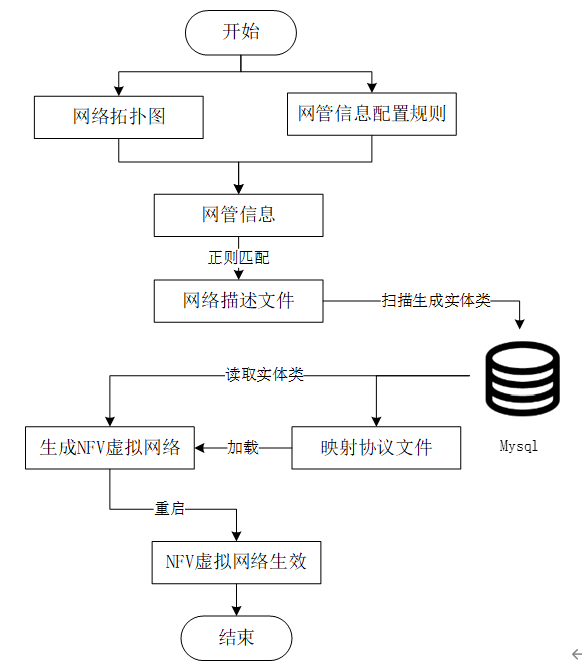 开始
网络拓扑图
网管信息配置规则
网管信息
正则匹配
网络描述文件
扫描生成实体类
读取实体类
生成NFV虚拟网络
加载
映射协议文件
Mysql
重启
NFV虚拟网络生效
结束